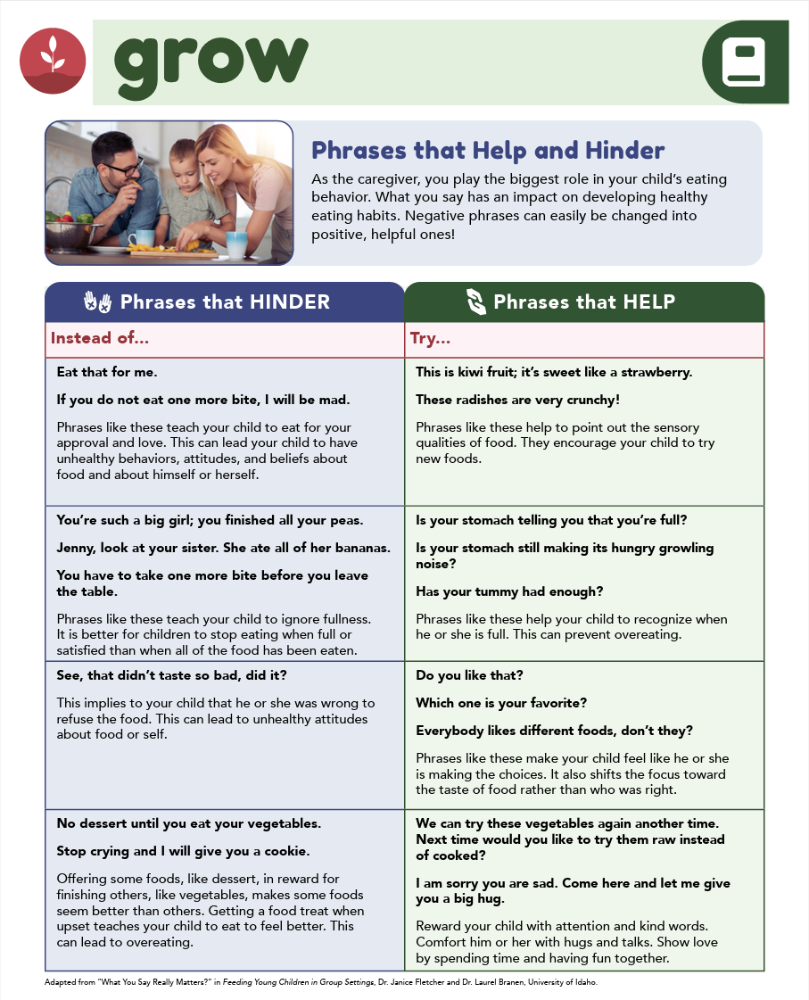 grow
Phrases that Help and Hinder
As the caregiver, you play the biggest role in your child’s eating
behavior. What you say has an impact on developing healthy
eating habits. Negative phrases can easily be changed into
positive, helpful ones!
Phrases that HINDER
Phrases that HELP
Instead of...
Try...
Eat that for me.
If you do not eat one more bite, I will be mad.
Phrases like these teach your child to eat for your
approval and love. This can lead your child to have
unhealthy behaviors, attitudes, and beliefs about
food and about himself or herself.
This is kiwi fruit; it’s sweet like a strawberry.
These radishes are very crunchy!
Phrases like these help to point out the sensory
qualities of food. They encourage your child to try
new foods.
You’re such a big girl; you finished all your peas.
Jenny, look at your sister. She ate all of her bananas.
You have to take one more bite before you leave
the table.
Phrases like these teach your child to ignore fullness.
It is better for children to stop eating when full or
satisfied than when all of the food has been eaten.
Is your stomach telling you that you’re full?
Is your stomach still making its hungry growling
noise?
Has your tummy had enough?
Phrases like these help your child to recognize when
he or she is full. This can prevent overeating.
See, that didn’t taste so bad, did it?
This implies to your child that he or she was wrong to
refuse the food. This can lead to unhealthy attitudes
about food or self.
Do you like that?
Which one is your favorite?
Everybody likes different foods, don’t they?
Phrases like these make your child feel like he or she
is making the choices. It also shifts the focus toward
the taste of food rather than who was right.
No dessert until you eat your vegetables.
Stop crying and I will give you a cookie.
Offering some foods, like dessert, in reward for
finishing others, like vegetables, makes some foods
seem better than others. Getting a food treat when
upset teaches your child to eat to feel better. This
can lead to overeating.
We can try these vegetables again another time.
Next time would you like to try them raw instead
of cooked?
I am sorry you are sad. Come here and let me give
you a big hug.
Reward your child with attention and kind words.
Comfort him or her with hugs and talks. Show love
by spending time and having fun together.
Adapted from “What You Say Really Matters?” in Feeding Young Children in Group Settings, Dr. Janice Fletcher and Dr. Laurel Branen, University of Idaho.